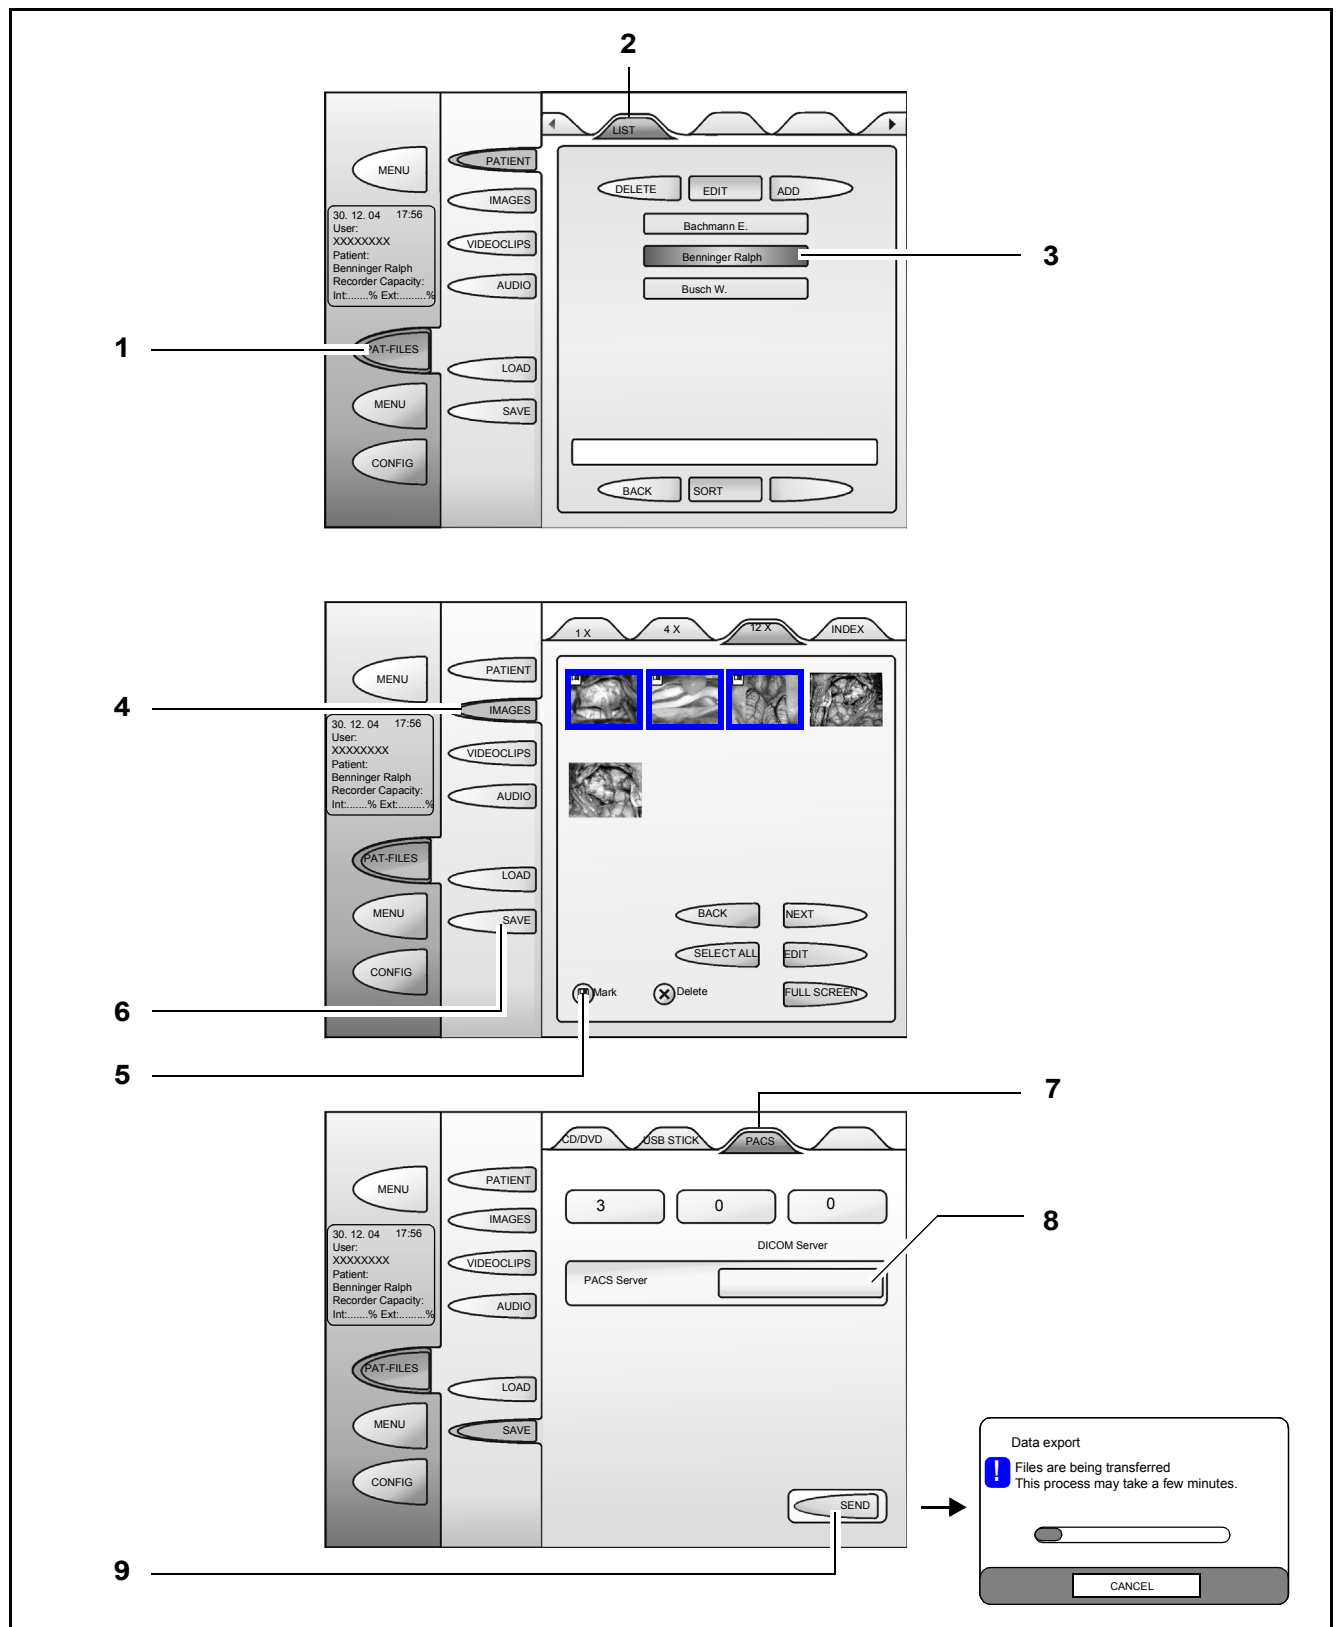 2
LIST
MENU
PATIENT
DELETE
EDIT
ADD
IMAGES
30. 12. 04 17:56
User:
XXXXXXXX
Patient:
Benninger Ralph
Recorder Capacity:
Int:.......% Ext:.........%
Bachmann E.
VIDEOCLIPS
Benninger Ralph
3
AUDIO
Busch W.
1
PAT-FILES
LOAD
MENU
SAVE
CONFIG
BACK
SORT
1 X
4 X
12 X
INDEX
MENU
PATIENT
4
IMAGES
30. 12. 04 17:56
User:
XXXXXXXX
Patient:
Benninger Ralph
Recorder Capacity:
Int:.......% Ext:.........%
VIDEOCLIPS
AUDIO
PAT-FILES
LOAD
MENU
SAVE
BACK
NEXT
SELECT ALL
EDIT
CONFIG
Mark
Delete
FULL SCREEN
6
5
7
CD/DVD
USB STICK
PACS
MENU
PATIENT
3
0
0
IMAGES
8
30. 12. 04 17:56
User:
XXXXXXXX
Patient:
Benninger Ralph
Recorder Capacity:
Int:.......% Ext:.........%
DICOM Server
VIDEOCLIPS
PACS Server
AUDIO
PAT-FILES
LOAD
MENU
SAVE
CONFIG
SEND
Data export
!
Files are being transferred
This process may take a few minutes.
9
CANCEL